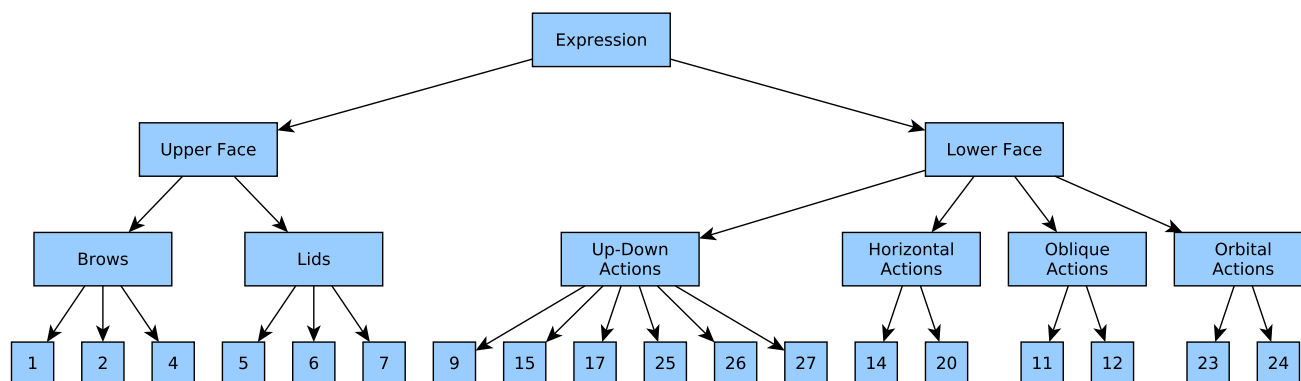 Expression
Upper Face
Lower Face
Brows
Lids
Up-Down
Actions
Horizontal
Actions
Oblique
Actions
Orbital
Actions
1
2
4
5
6
7
9
15
17
25
26
27
14
20
11
12
23
24